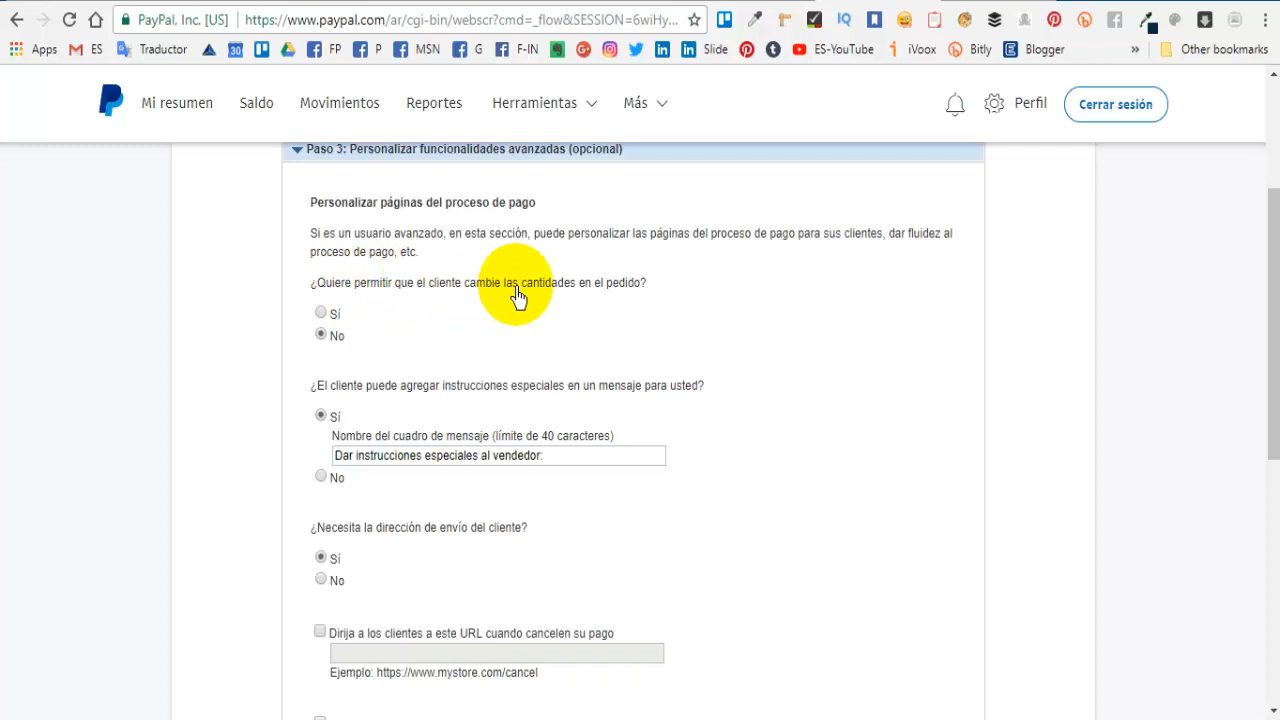 PayPal, Inc. [US] https://www.paypal.com/ar/cgi-bin/webscr?cmd=_flow&SESSION=6wiHy...
Apps ES Traductor FP P MSN G F-IN Slide ES-YouTube iVoox Bitly Blogger » Other bookmarks
Mi resumen Saldo Movimientos Reportes Herramientas Más Perfil Cerrar sesión
Paso 3: Personalizar funcionalidades avanzadas (opcional)
Personalizar páginas del proceso de pago
Si es un usuario avanzado, en esta sección, puede personalizar las páginas del proceso de pago para sus clientes, dar fluidez al
proceso de pago, etc.
¿Quiere permitir que el cliente cambie las cantidades en el pedido?
Sí
No
¿El cliente puede agregar instrucciones especiales en un mensaje para usted?
Sí
Nombre del cuadro de mensaje (límite de 40 caracteres)
Dar instrucciones especiales al vendedor:
No
¿Necesita la dirección de envío del cliente?
Sí
No
Dirija a los clientes a este URL cuando cancelen su pago
Ejemplo: https://www.mystore.com/cancel